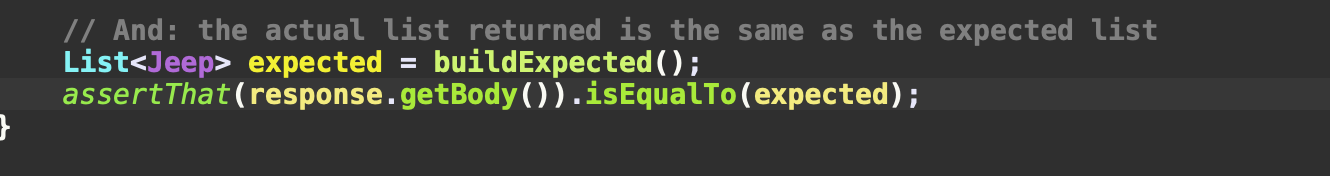 // And: the actual list returned is the same as the expected list
List<Jeep> expected = buildExpected();
assertThat(response.getBody()).isEqualTo(expected);
}